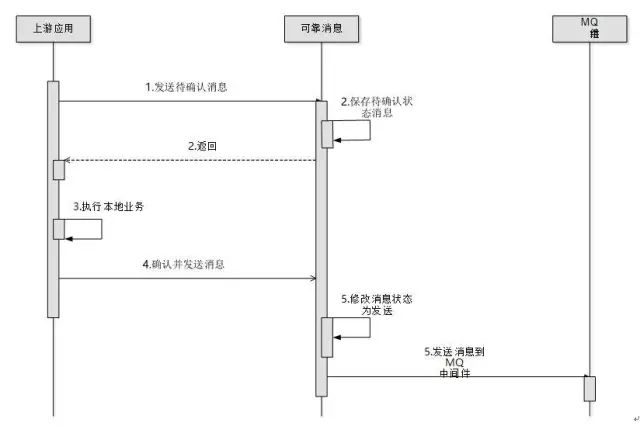 上游应用
可靠消息
MQ
1.发送待确认消息
2.保存待确认状
态消息
2.返回
3.执行本地业务
4.确认并发送消息
5.修改消息状态
为发送
5.发送消息到
MQ
中间件